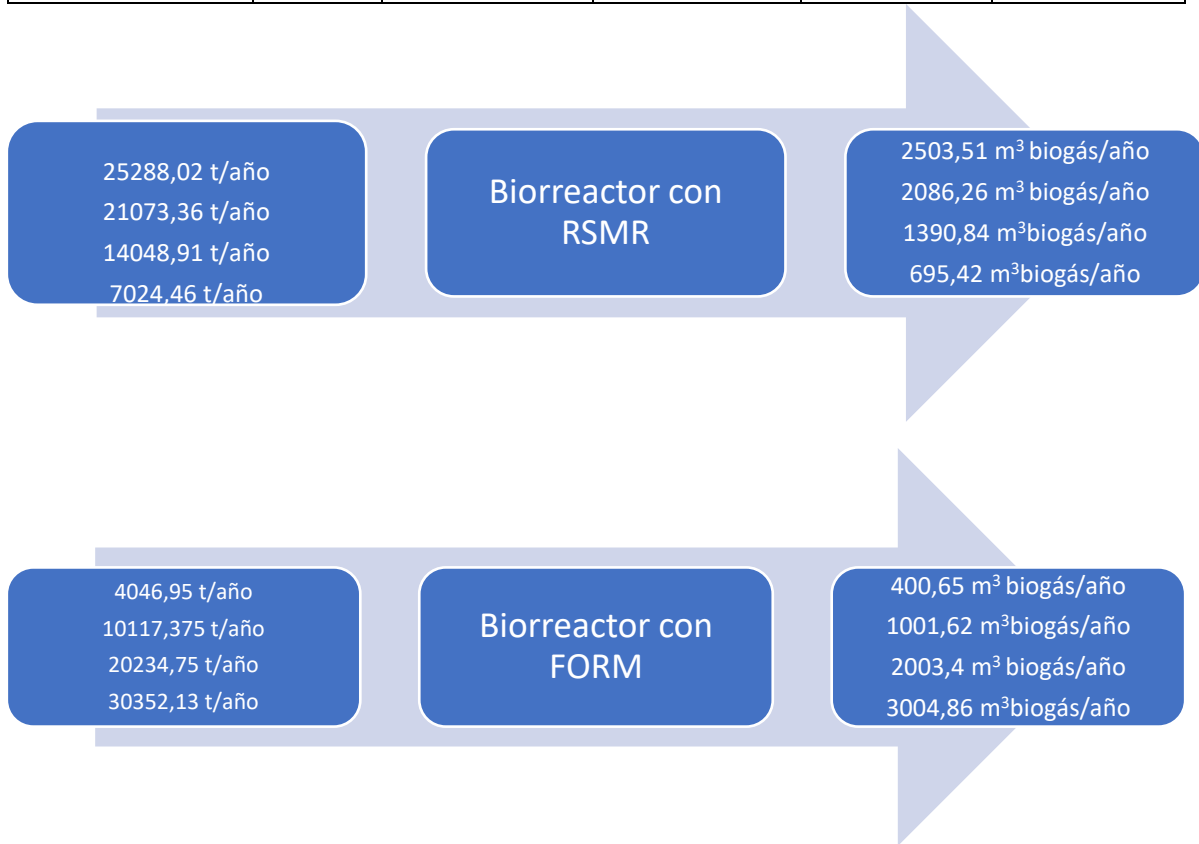 25288,02 t/año
21073,36 t/año
14048,91 t/año
7024,46 t/año
Biorreactor con
RSMR
2503,51 m³ biogás/año
2086,26 m³ biogás/año
1390,84 m³biogás/año
695,42 m³biogás/año
4046,95 t/año
10117,375 t/año
20234,75 t/año
30352,13 t/año
Biorreactor con
FORM
400,65 m³ biogás/año
1001,62 m³biogás/año
2003,4 m³ biogás/año
3004,86 m³biogás/año